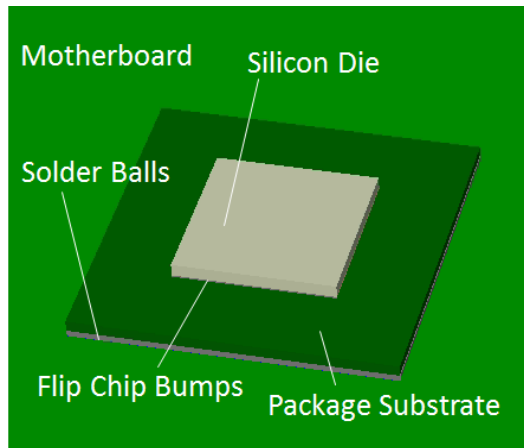 Motherboard
Silicon Die
Solder Balls
Flip Chip Bumps
Package Substrate